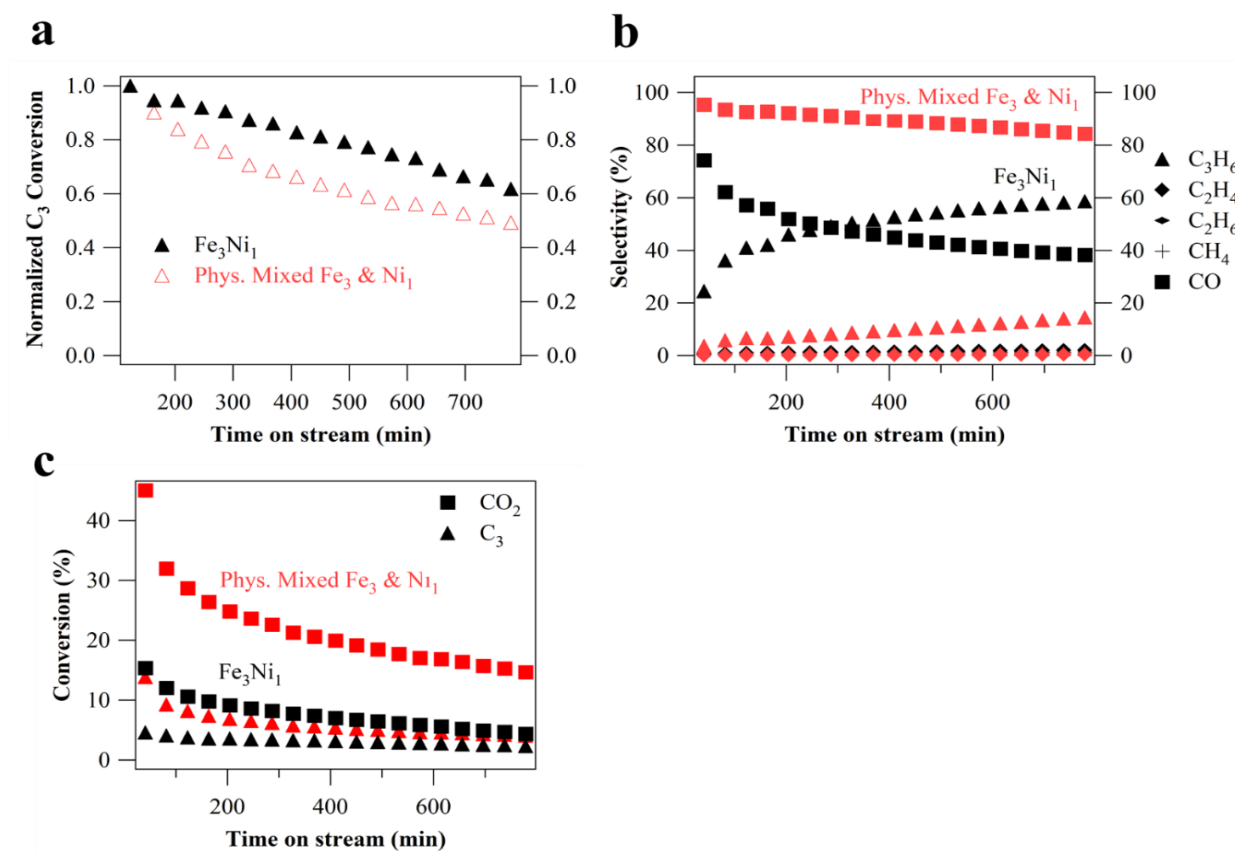 a
Normalized C3 Conversion
1.0
0.8
0.6
0.4
0.2
0.0
Fe3Ni1
Phys. Mixed Fe3 & Ni1
1.0
0.8
0.6
0.4
0.2
0.0
200 300 400 500 600 700
Time on stream (min)
b
Selectivity (%)
100
80
60
40
20
0
Phys. Mixed Fe3 & Ni1
Fe3Ni1
100
80
60
40
20
0
200 400 600
Time on stream (min)
C3H6
C2H4
C2H6
CH4
CO
c
Conversion (%)
40
30
20
10
0
CO2
C3
Phys. Mixed Fe3 & Nı1
Fe3Ni1
200 400 600
Time on stream (min)